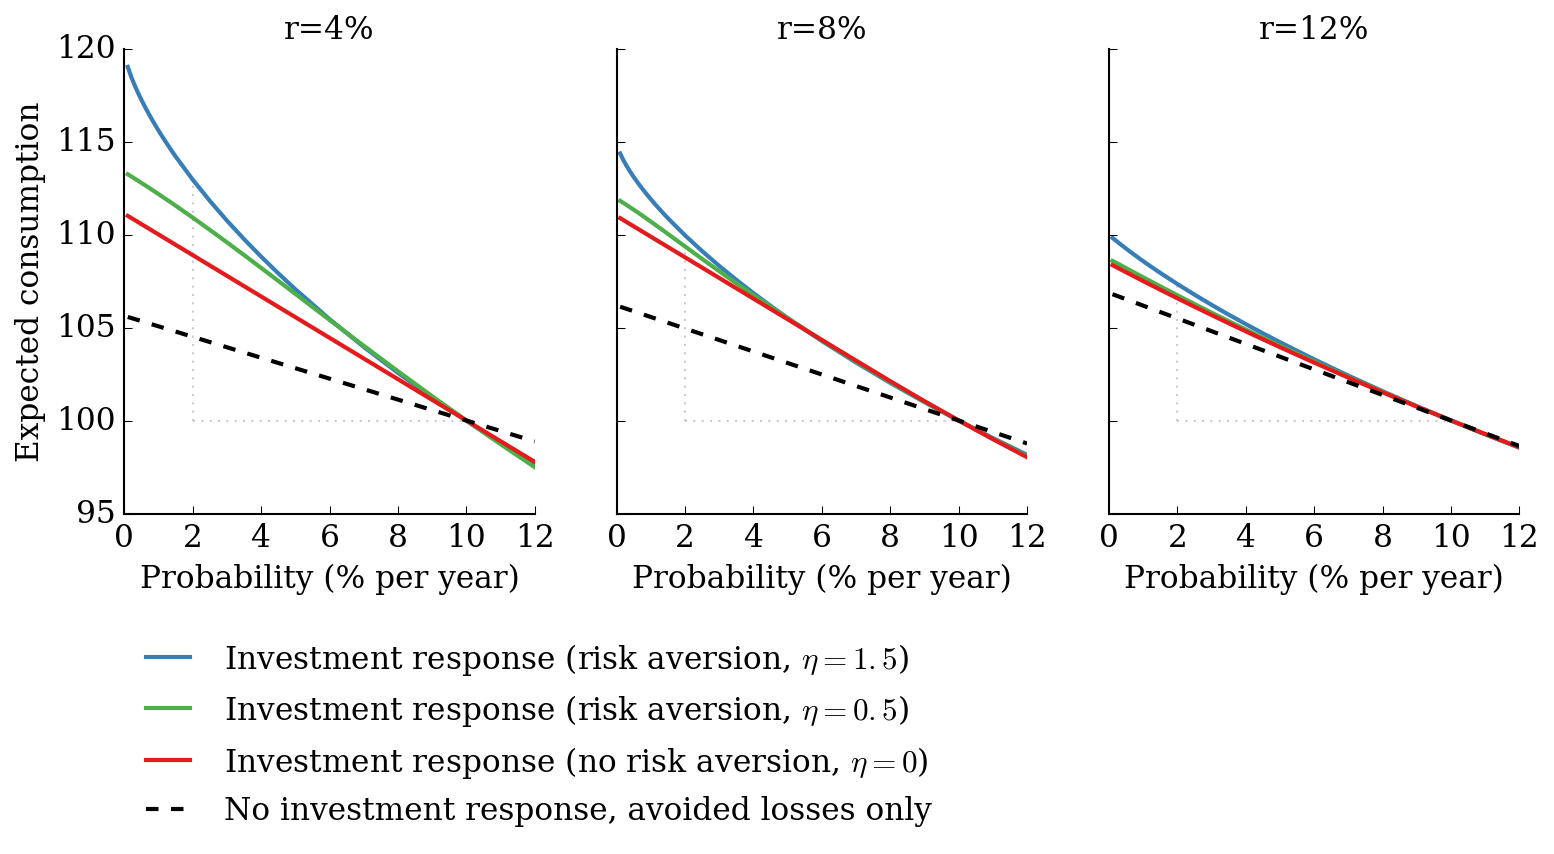 r=4% r=8% r=12%
120
115
110
105
100
95
Expected consumption
0 2 4 6 8 10 12 0 2 4 6 8 10 12 0 2 4 6 8 10 12
Probability (% per year) Probability (% per year) Probability (% per year)
Investment response (risk aversion, η = 1.5)
Investment response (risk aversion, η = 0.5)
Investment response (no risk aversion, η = 0)
No investment response, avoided losses only